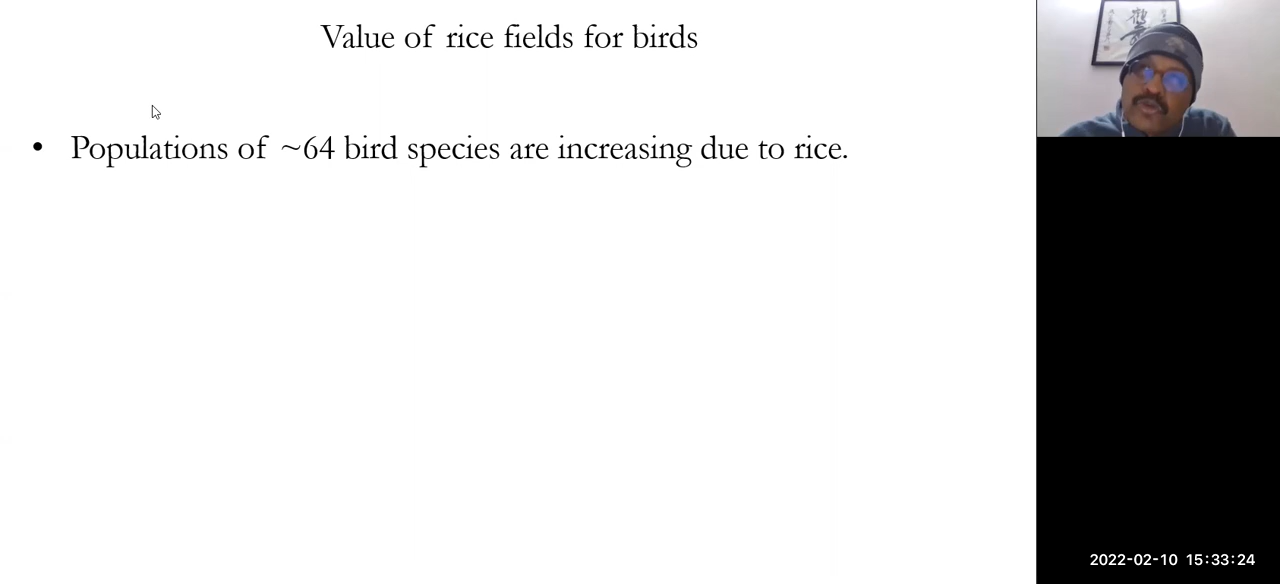 Value of rice fields for birds
• Populations of ~64 bird species are increasing due to rice.
2022-02-10 15:33:24